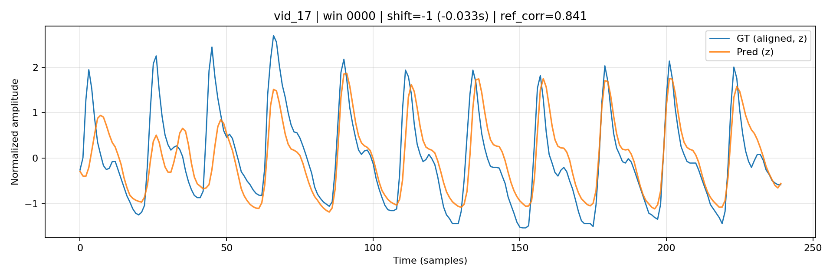 vid_17 | win 0000 | shift=-1 (-0.033s) | ref_corr=0.841
GT (aligned, z)
Pred (z)
Normalized amplitude
2
1
0
−1
0
50
100
150
200
250
Time (samples)